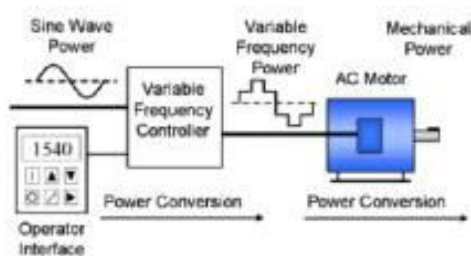 Sine Wave
Power
Variable
Frequency
Power
Mechanical
Power
AC Motor
Variable
Frequency
Controller
1540
Power Conversion
Power Conversion
Operator
Interface